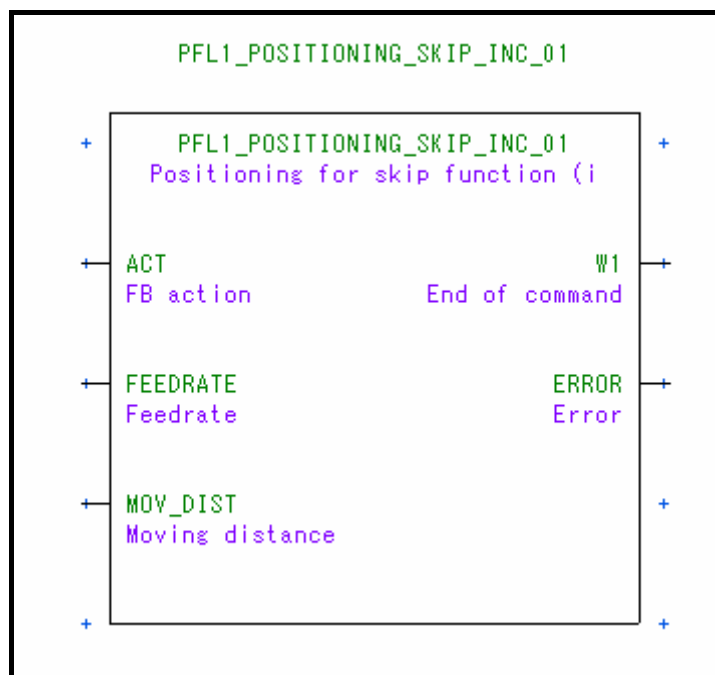 PFL1_POSITIONING_SKIP_INC_01
PFL1_POSITIONING_SKIP_INC_01
Positioning for skip function (i
ACT W1
FB action End of command
FEEDRATE ERROR
Feedrate Error
MOV_DIST
Moving distance